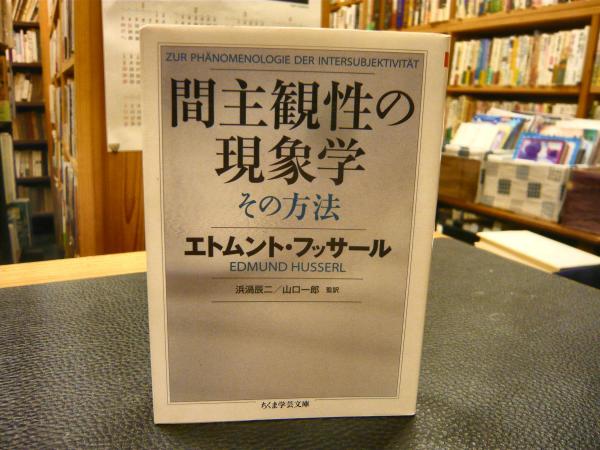 ZUR PHÄNOMENOLOGIE DER INTERSUBJEKTIVITÄT
間主観性の
現象学
その方法
エトムント・フッサール
EDMUND HUSSERL
浜渦辰二／山口一郎 監訳
ちくま学芸文庫